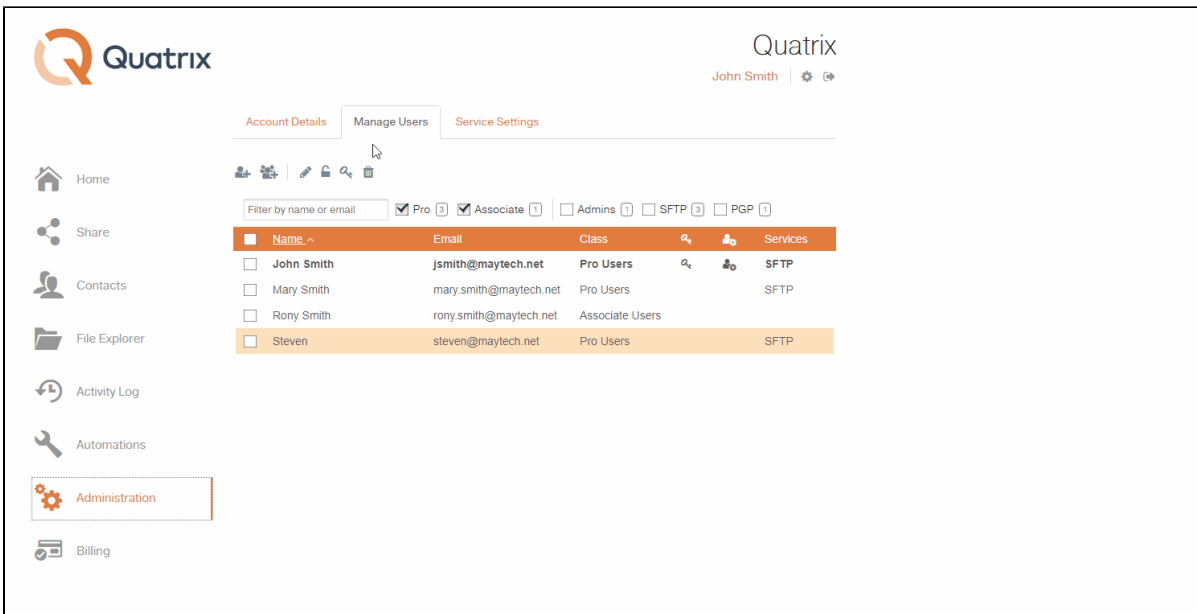 Quatrix
Quatrix
John Smith
Account Details Manage Users Service Settings
Home
Share
Contacts
File Explorer
Activity Log
Automations
Administration
Billing
Filter by name or email Pro 3 Associate 1 Admins 1 SFTP 3 PGP 1
Name Email Class Services
John Smith jsmith@maytech.net Pro Users SFTP
Mary Smith mary.smith@maytech.net Pro Users SFTP
Rony Smith rony.smith@maytech.net Associate Users
Steven steven@maytech.net Pro Users SFTP